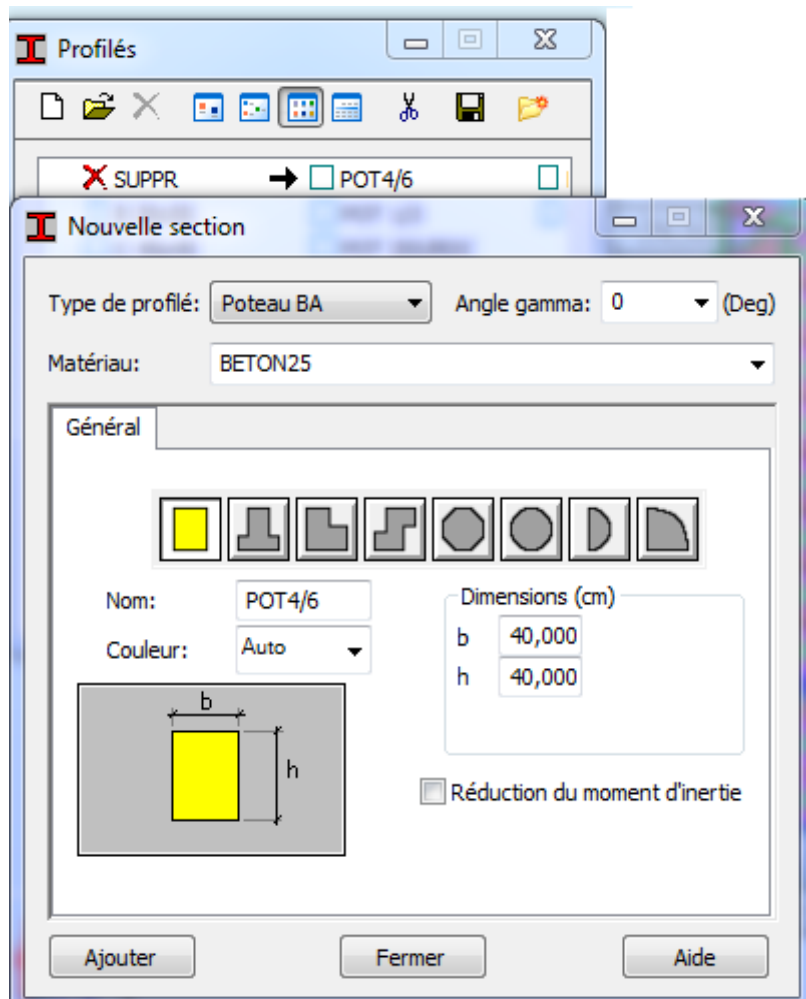 Profilés
SUPPR
POT4/6
Nouvelle section
Type de profilé: Poteau BA Angle gamma: 0 (Deg)
Matériau: BETON25
Général
Nom: POT4/6
Couleur: Auto
Dimensions (cm)
b 40,000
h 40,000
b
h
Réduction du moment d'inertie
Ajouter Fermer Aide